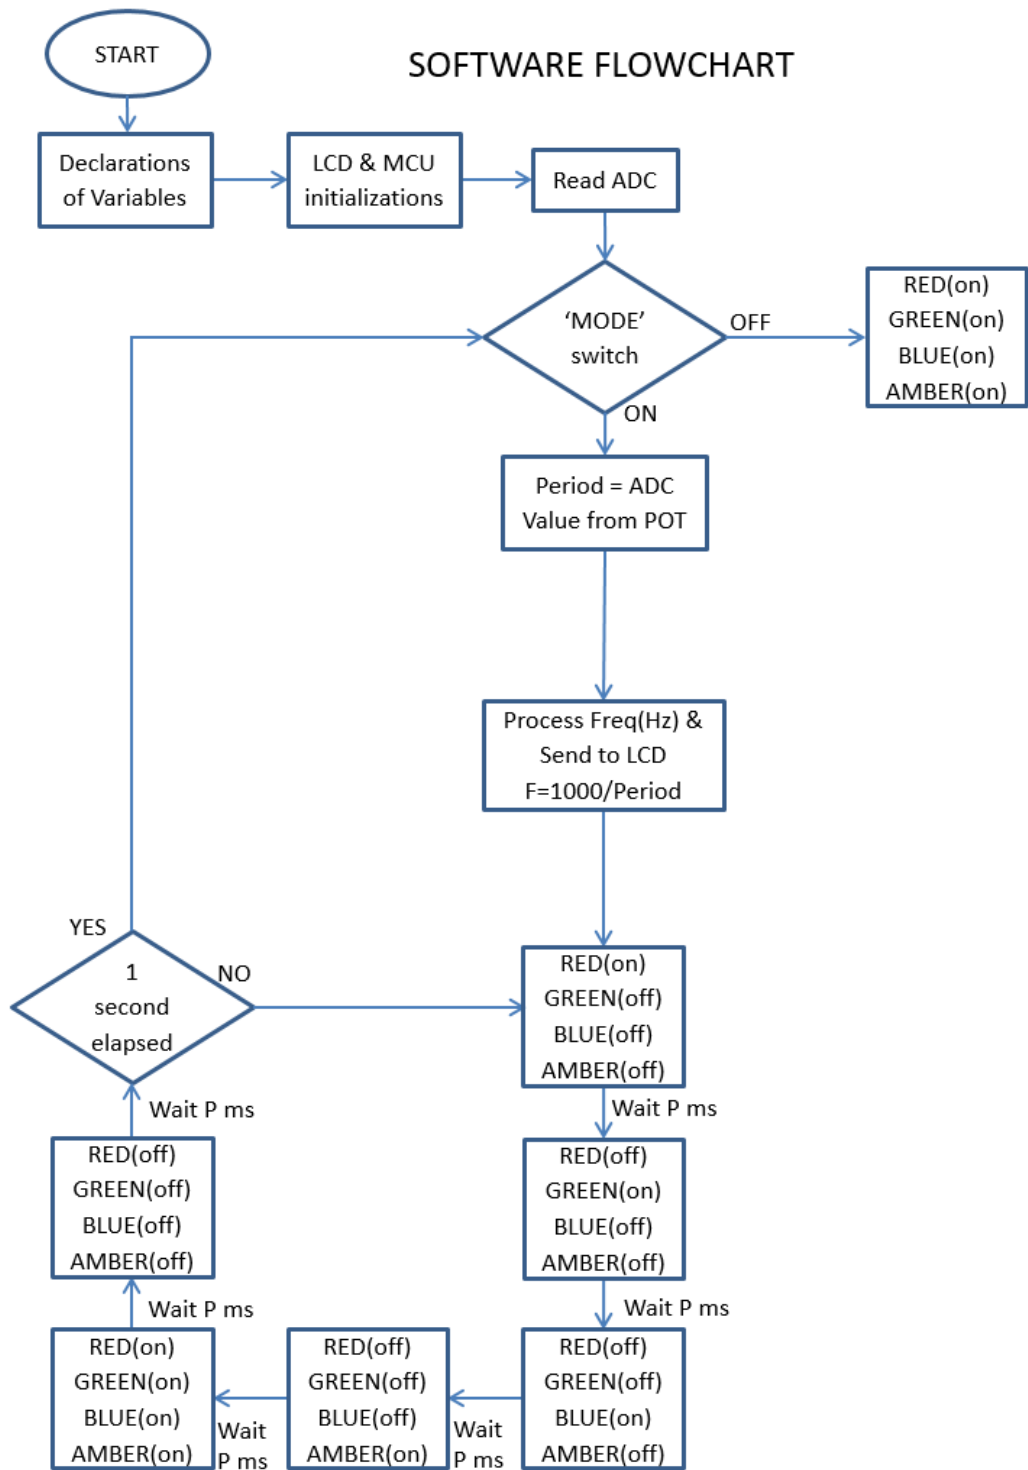 START
SOFTWARE FLOWCHART
Declarations
of Variables
LCD & MCU
initializations
Read ADC
‘MODE’
switch
OFF
RED(on)
GREEN(on)
BLUE(on)
AMBER(on)
ON
Period = ADC
Value from POT
Process Freq(Hz) &
Send to LCD
F=1000/Period
YES
1
second
elapsed
NO
RED(on)
GREEN(off)
BLUE(off)
AMBER(off)
Wait P ms
RED(off)
GREEN(on)
BLUE(off)
AMBER(off)
Wait P ms
RED(off)
GREEN(off)
BLUE(on)
AMBER(off)
Wait
P ms
RED(off)
GREEN(off)
BLUE(off)
AMBER(on)
Wait
P ms
RED(on)
GREEN(on)
BLUE(on)
AMBER(on)
Wait P ms
RED(off)
GREEN(off)
BLUE(off)
AMBER(off)
Wait P ms